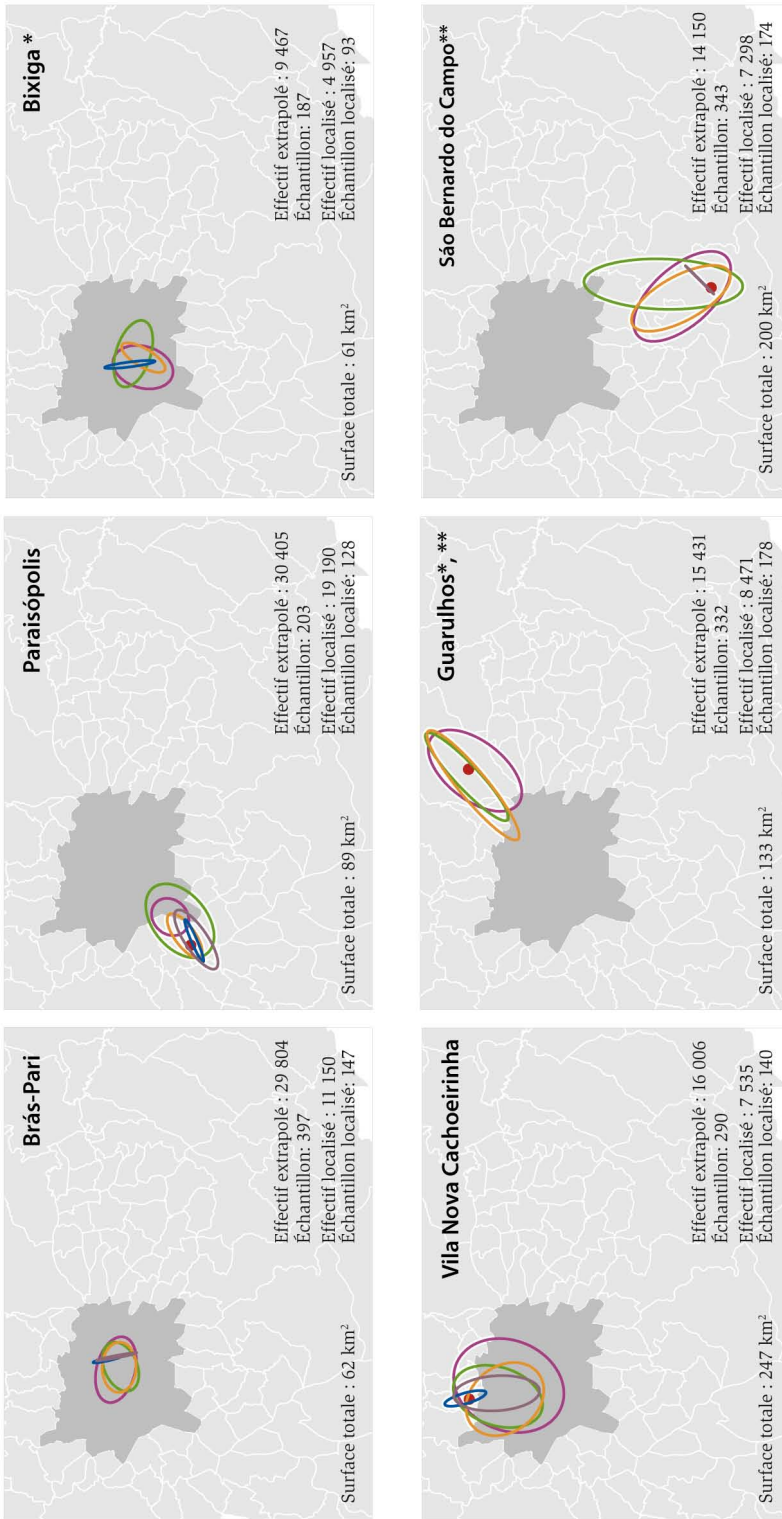 Brás-Pari
Effectif extrapolé : 29 804
Échantillon: 397
Effectif localisé : 11 150
Échantillon localisé: 147
Surface totale : 62 km²
Paraisópolis
Effectif extrapolé : 30 405
Échantillon: 203
Effectif localisé : 19 190
Échantillon localisé: 128
Surface totale : 89 km²
Bixiga *
Effectif extrapolé : 9 467
Échantillon: 187
Effectif localisé : 4 957
Échantillon localisé: 93
Surface totale : 61 km²
Vila Nova Cachoeirinha
Effectif extrapolé : 16 006
Échantillon: 290
Effectif localisé : 7 535
Échantillon localisé: 140
Surface totale : 247 km²
Guarulhos*, **
Effectif extrapolé : 15 431
Échantillon: 332
Effectif localisé : 8 471
Échantillon localisé: 178
Surface totale : 133 km²
Sáo Bernardo do Campo**
Effectif extrapolé : 14 150
Échantillon: 343
Effectif localisé : 7 298
Échantillon localisé: 174
Surface totale : 200 km²